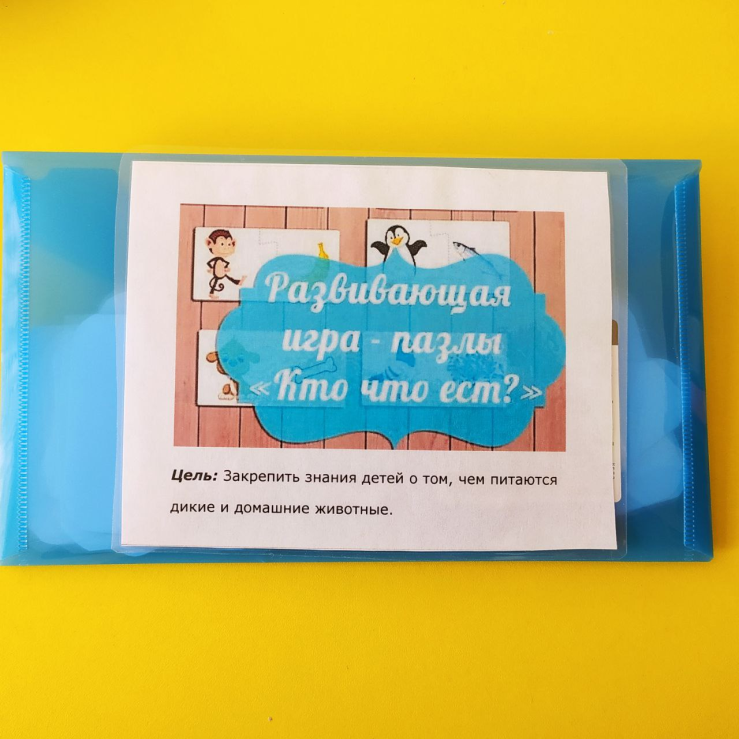 Развивающая
игра - пазлы
«Кто что ест?»
Цель: Закрепить знания детей о том, чем питаются
дикие и домашние животные.